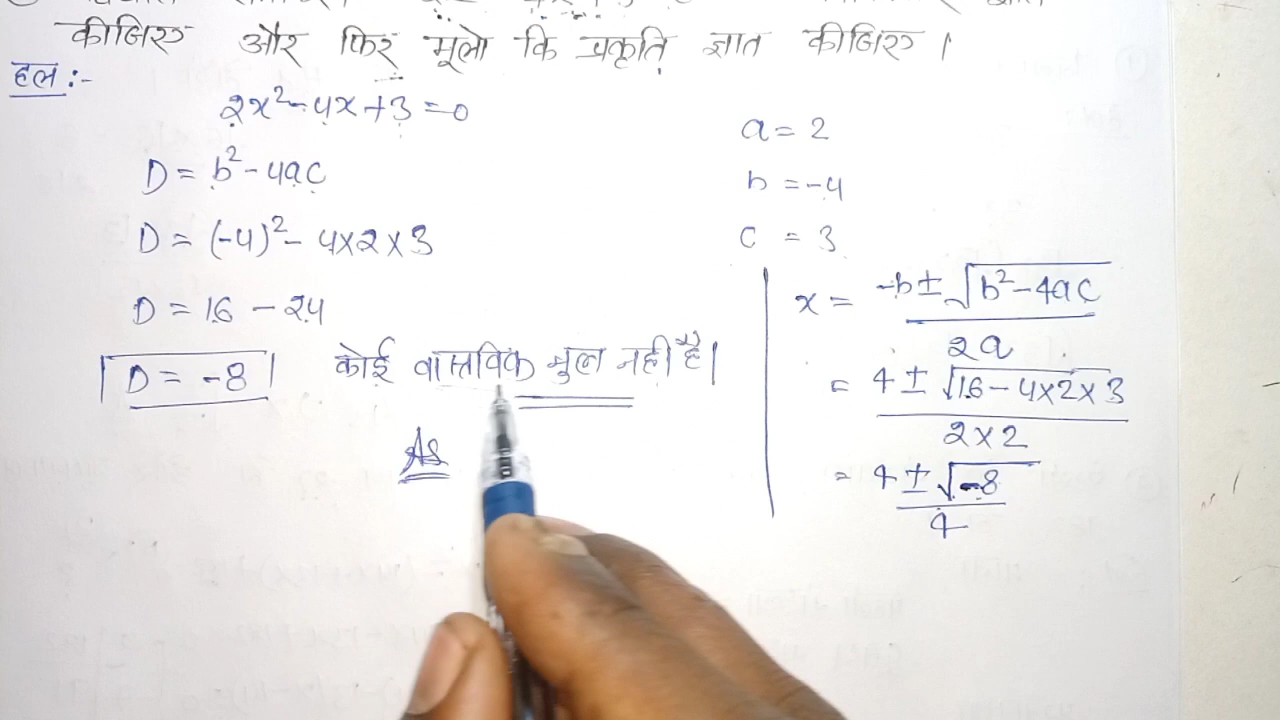 कीजिए और फिर मूलो कि प्रकृति ज्ञात कीजिए।
हल :-
2x² - 4x + 3 = 0
D = b² - 4ac
D = (-4)² - 4×2×3
D = 16 - 24
D = -8
कोई वास्तविक मुल नही है।
As
a = 2
b = -4
c = 3
x = -b ± √b² - 4ac / 2a
= 4 ± √16 - 4×2×3 / 2×2
= 4 ± √-8 / 4